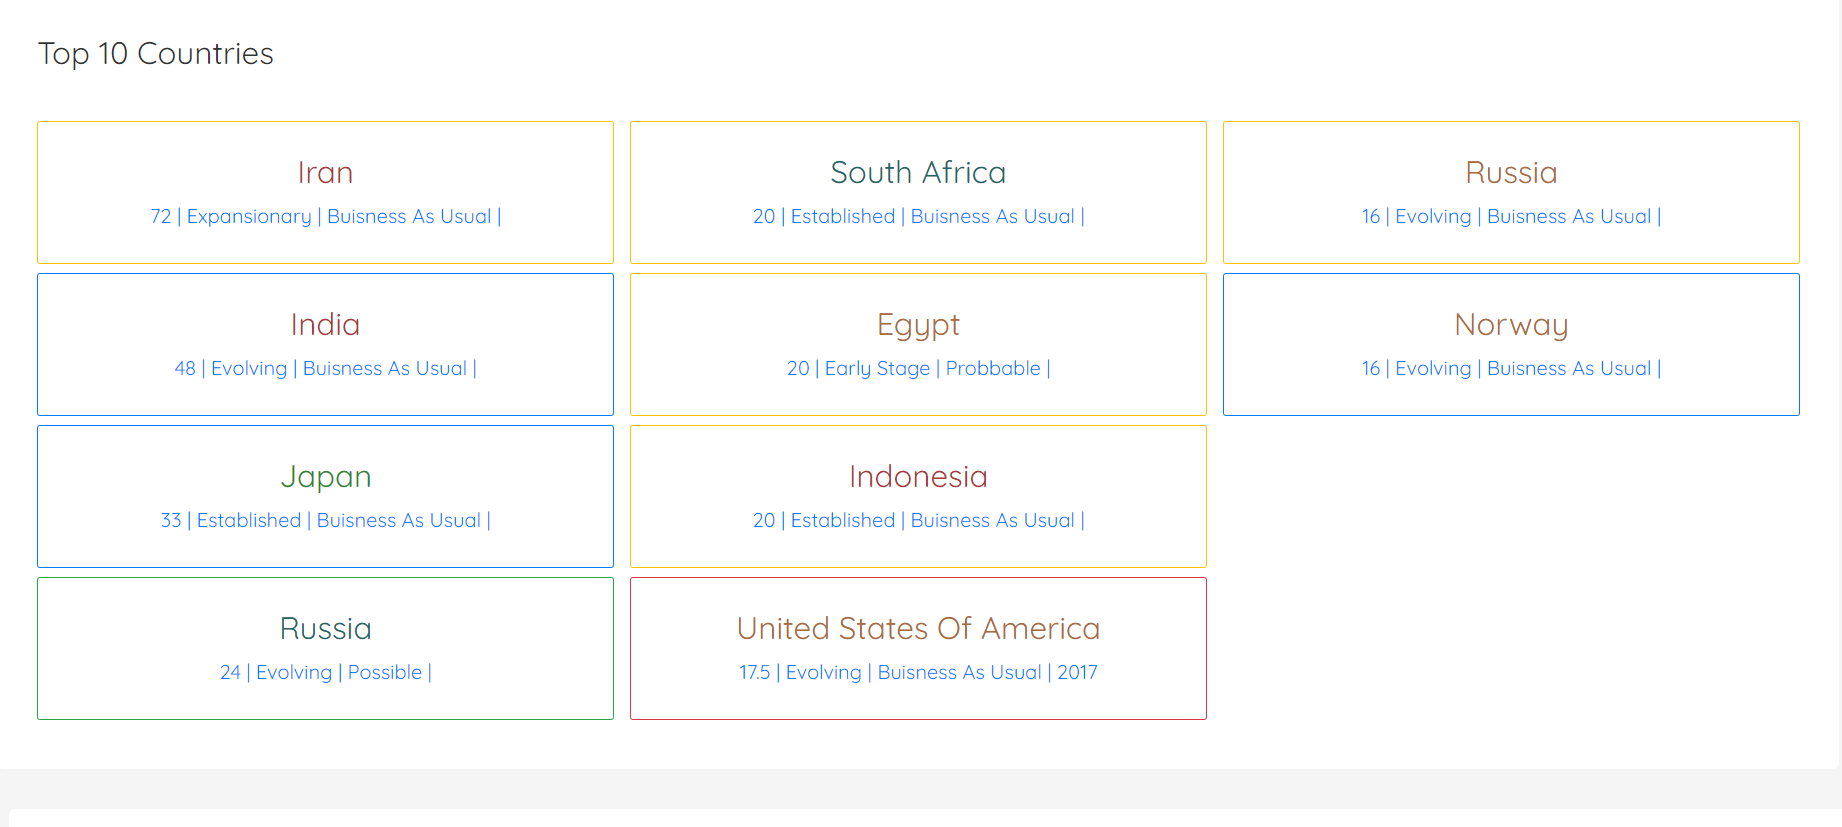 Top 10 Countries
Iran
72 | Expansionary | Buisness As Usual |
South Africa
20 | Established | Buisness As Usual |
Russia
16 | Evolving | Buisness As Usual |
India
48 | Evolving | Buisness As Usual |
Egypt
20 | Early Stage | Probbable |
Norway
16 | Evolving | Buisness As Usual |
Japan
33 | Established | Buisness As Usual |
Indonesia
20 | Established | Buisness As Usual |
Russia
24 | Evolving | Possible |
United States Of America
17.5 | Evolving | Buisness As Usual | 2017